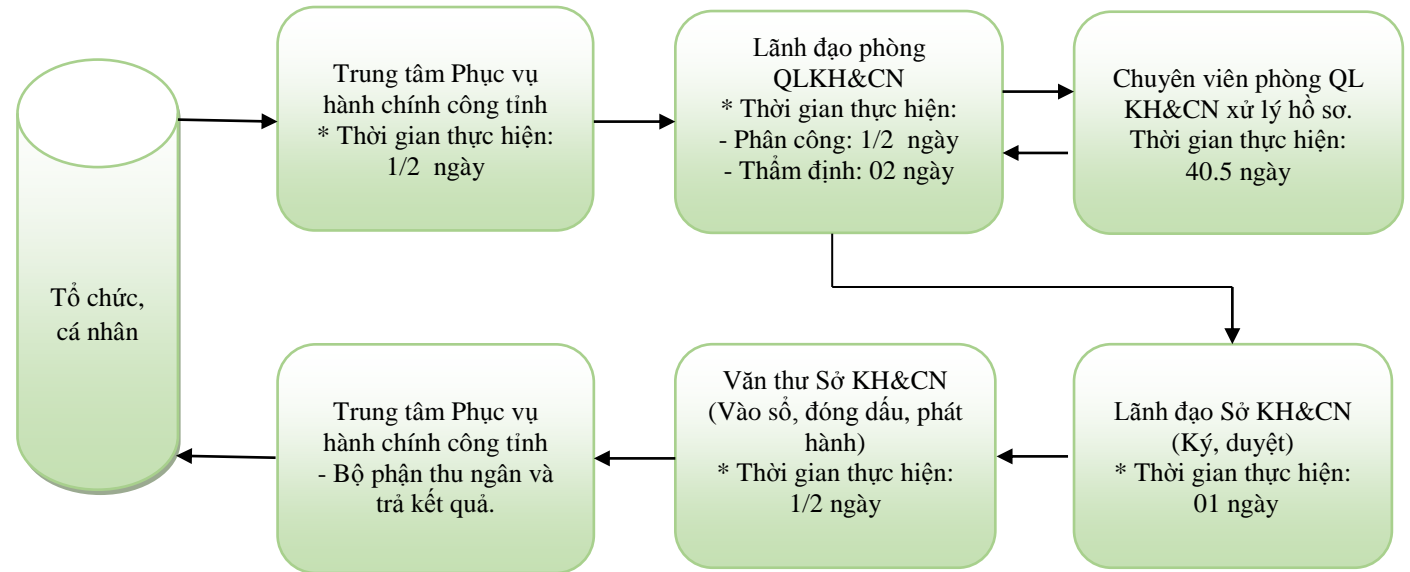 Tổ chức,
cá nhân
Trung tâm Phục vụ
hành chính công tỉnh
* Thời gian thực hiện:
1/2 ngày
Lãnh đạo phòng
QLKH&CN
* Thời gian thực hiện:
- Phân công: 1/2 ngày
- Thẩm định: 02 ngày
Chuyên viên phòng QL
KH&CN xử lý hồ sơ.
Thời gian thực hiện:
40.5 ngày
Lãnh đạo Sở KH&CN
(Ký, duyệt)
* Thời gian thực hiện:
01 ngày
Văn thư Sở KH&CN
(Vào sổ, đóng dấu, phát
hành)
* Thời gian thực hiện:
1/2 ngày
Trung tâm Phục vụ
hành chính công tỉnh
- Bộ phận thu ngân và
trả kết quả.